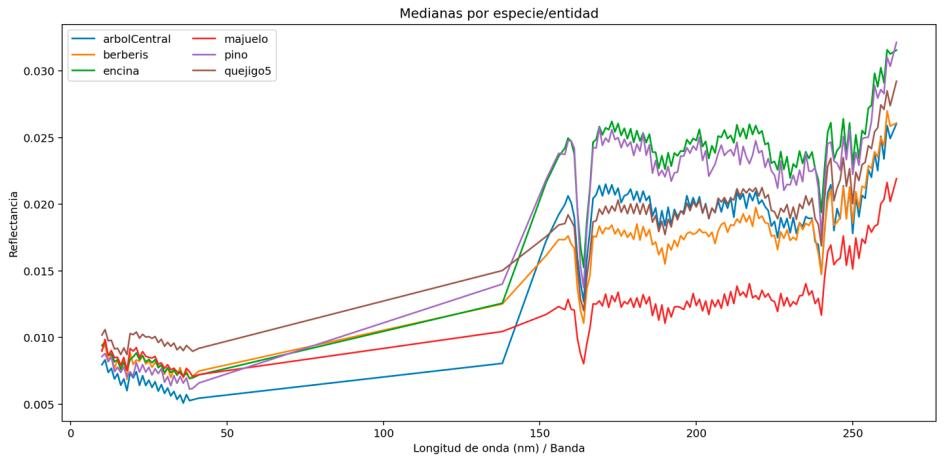 Medianas por especie/entidad
arbolCentral
berberis
encina
majuelo
pino
quejigo5
Reflectancia
0.030
0.025
0.020
0.015
0.010
0.005
0 50 100 150 200 250
Longitud de onda (nm) / Banda